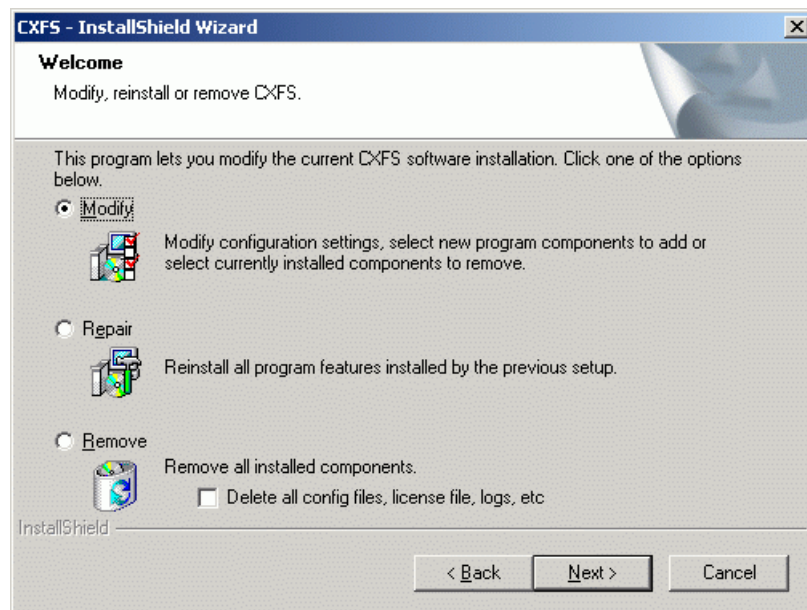 CXFS - InstallShield Wizard
Welcome
Modify, reinstall or remove CXFS.
This program lets you modify the current CXFS software installation. Click one of the options
below.
Modify
Modify configuration settings, select new program components to add or
select currently installed components to remove.
Repair
Reinstall all program features installed by the previous setup.
Remove
Remove all installed components.
Delete all config files, license file, logs, etc
InstallShield
< Back
Next >
Cancel